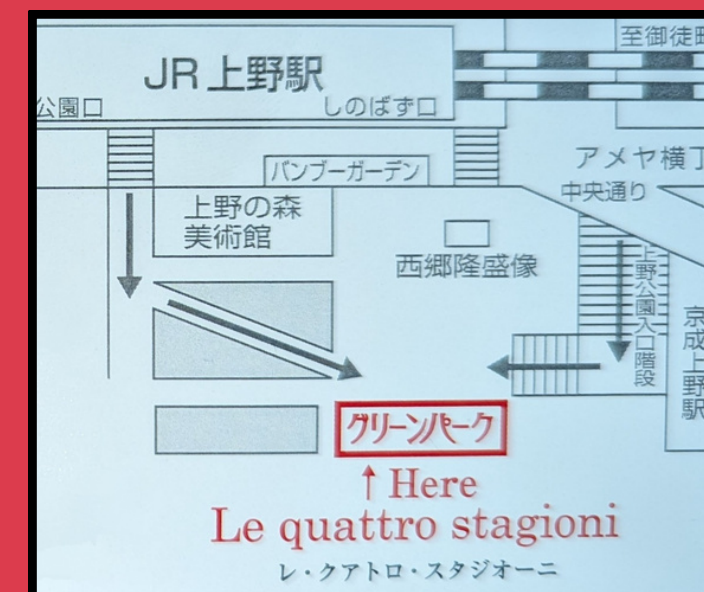 至御徒町
JR上野駅
公園口
しのばず口
アメヤ横丁
バンブーガーデン
中央通り
上野の森
美術館
西郷隆盛像
上野公園入口階段
京成上野駅
グリーンパーク
↑ Here
Le quattro stagioni
レ・クアトロ・スタジオーニ